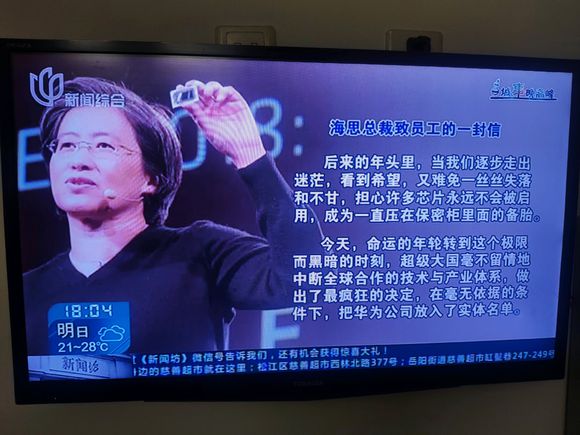 新闻综合
海思总裁致员工的一封信
后来的年头里，当我们逐步走出
迷茫，看到希望，又难免一丝丝失落
和不甘，担心许多芯片永远不会被启
用，成为一直压在保密柜里面的备胎。
今天，命运的年轮转到这个极限
而黑暗的时刻，超级大国毫不留情地
中断全球合作的技术与产业体系，做
出了最疯狂的决定，在毫无依据的条
件下，把华为公司放入了实体名单。
18:04
明日
21~28℃
新闻坊
《新闻坊》微信号告诉我们，还有机会获得惊喜大礼！
身边的慈善超市就在这里：松江区慈善超市西林北路377号；岳阳街道慈善超市缸甏巷247-249号
TOSHIBA